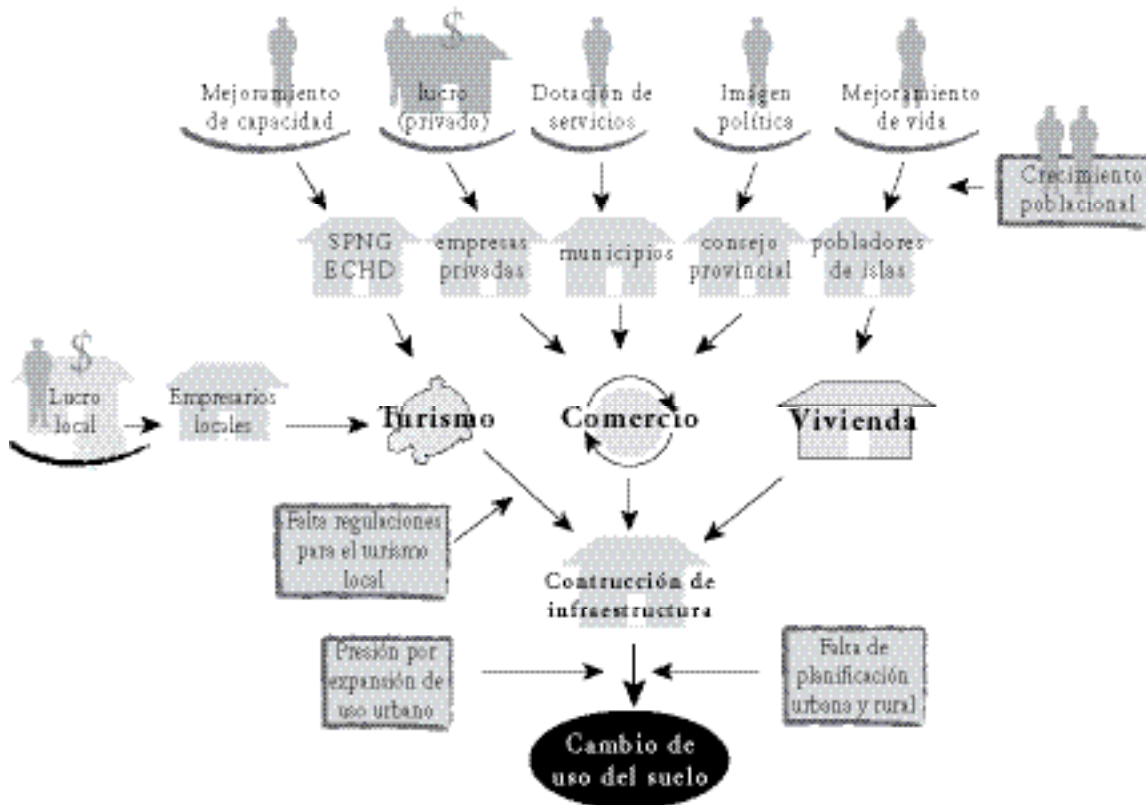 $
$
Mejoramiento
de capacidad
lucro
(privado)
Dotación de
servicios
Imágen
política
Mejoramiento
de vida
Crecimiento
poblacional
SPNG
ECHD
empresas
privadas
municipios
consejo
provincial
pobladores
de islas
Lucro
local
Empresarios
locales
Turismo
Comercio
Vivienda
Falta regulaciones
para el turismo
local
Contrucción de
infraestructura
Presión por
expansión de
uso urbano
Falta de
planificación
urbana y rural
Cambio de
uso del suelo